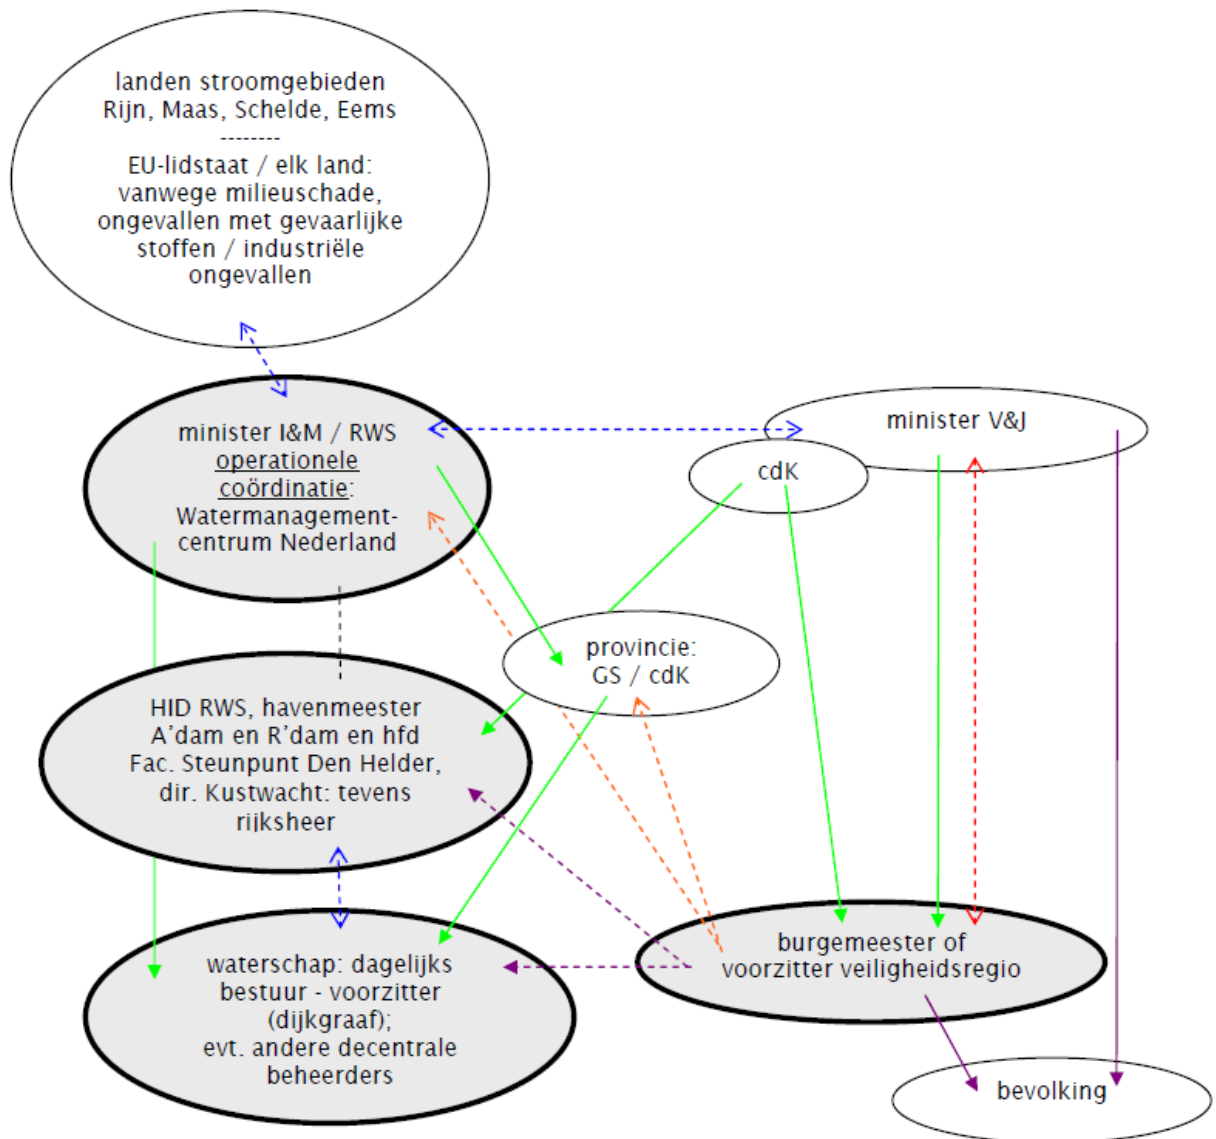 landen stroomgebieden
Rijn, Maas, Schelde, Eems
--------
EU-lidstaat / elk land:
vanwege milieuschade,
ongevallen met gevaarlijke
stoffen / industriële
ongevallen
minister I&M / RWS
operationele
coördinatie:
Watermanagement-
centrum Nederland
minister V&J
cdK
provincie:
GS / cdK
HID RWS, havenmeester
A'dam en R'dam en hfd
Fac. Steunpunt Den Helder,
dir. Kustwacht: tevens
rijksheer
waterschap: dagelijks
bestuur - voorzitter
(dijkgraaf);
evt. andere decentrale
beheerders
burgemeester of
voorzitter veiligheidsregio
bevolking